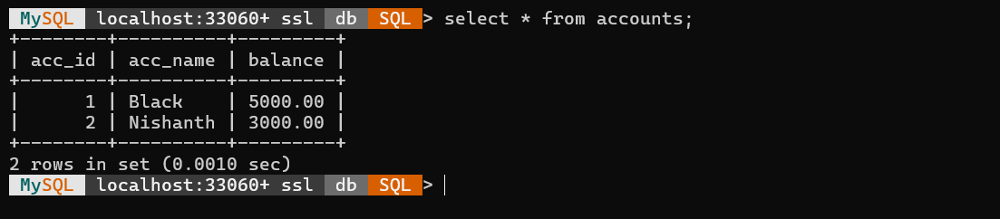 MySQL localhost:33060+ ssl db SQL > select * from accounts;
+--------+----------+---------+
| acc_id | acc_name | balance |
+--------+----------+---------+
|      1 | Black    | 5000.00 |
|      2 | Nishanth | 3000.00 |
+--------+----------+---------+
2 rows in set (0.0010 sec)
MySQL localhost:33060+ ssl db SQL >